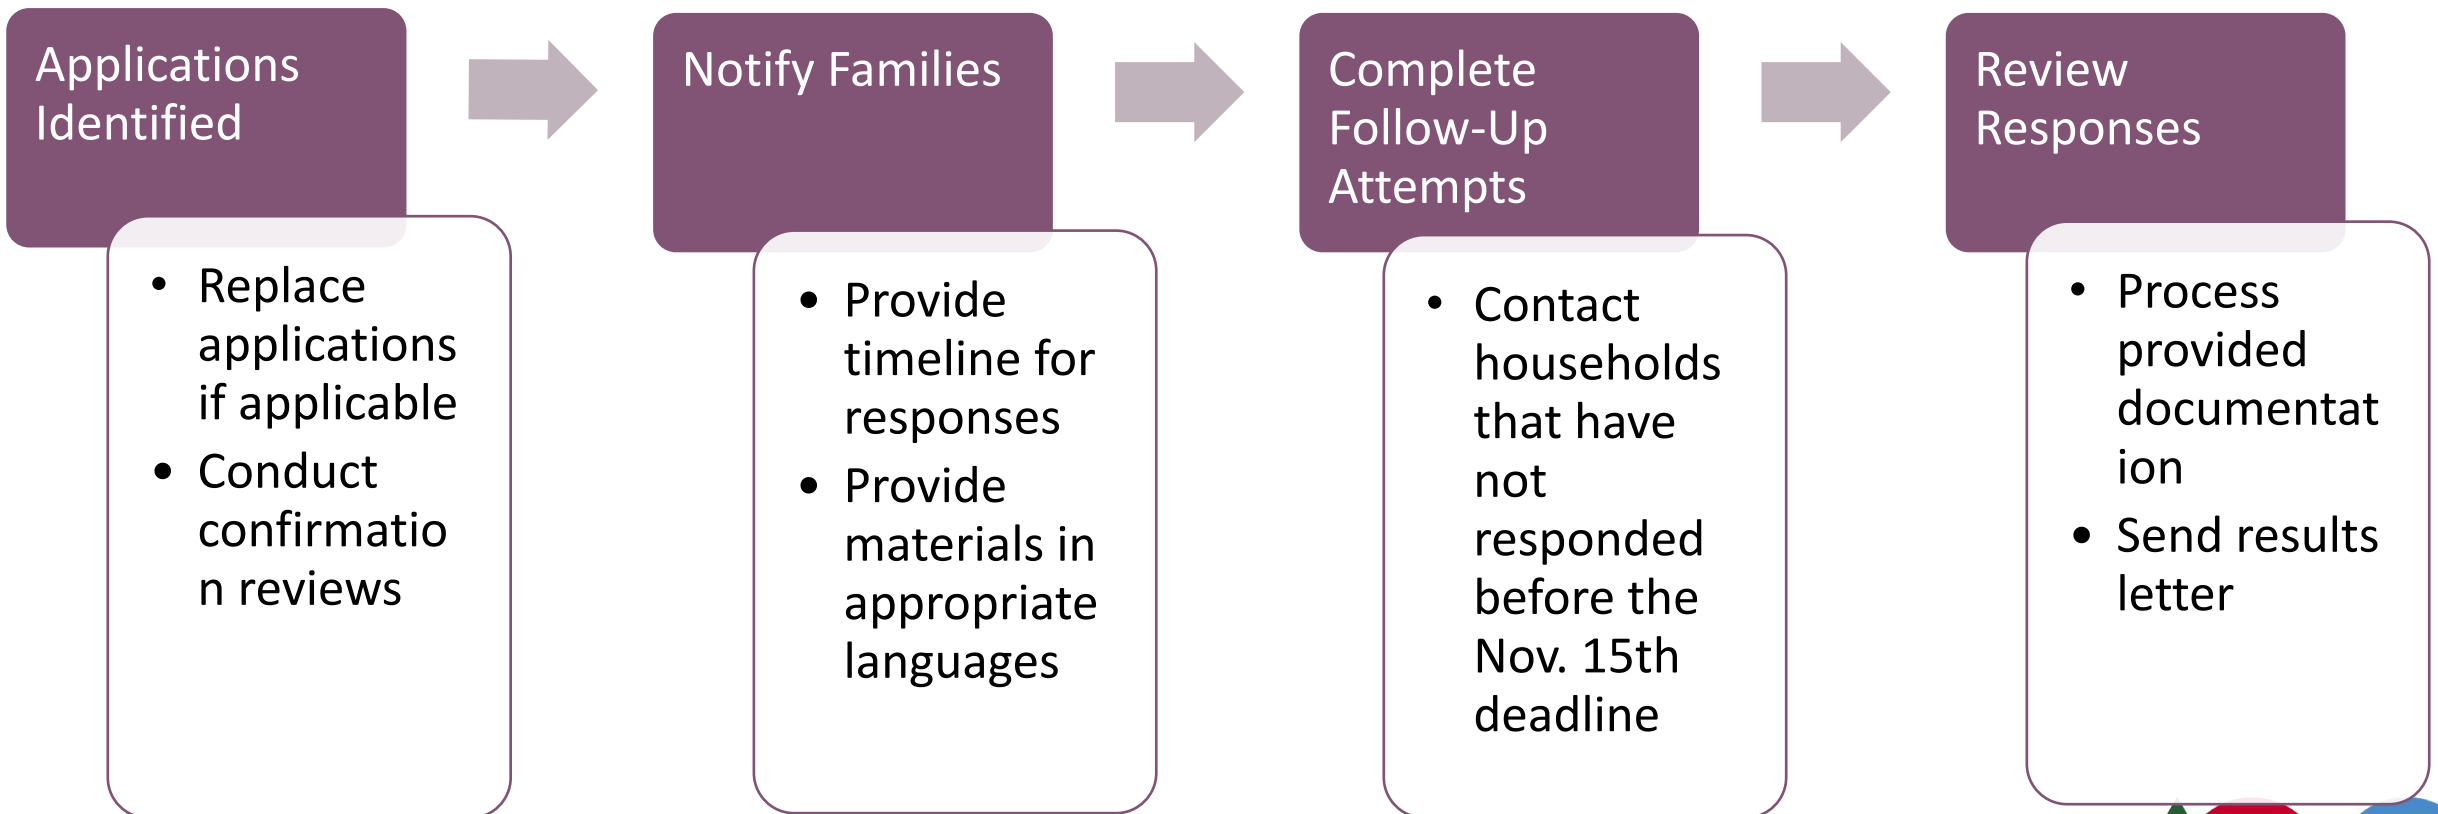 Applications
Identified
• Replace
applications
if applicable
• Conduct
confirmatio
n reviews
Notify Families
• Provide
timeline for
responses
• Provide
materials in
appropriate
languages
Complete
Follow-Up
Attempts
• Contact
households
that have
not
responded
before the
Nov. 15th
deadline
Review
Responses
• Process
provided
documentat
ion
• Send results
letter